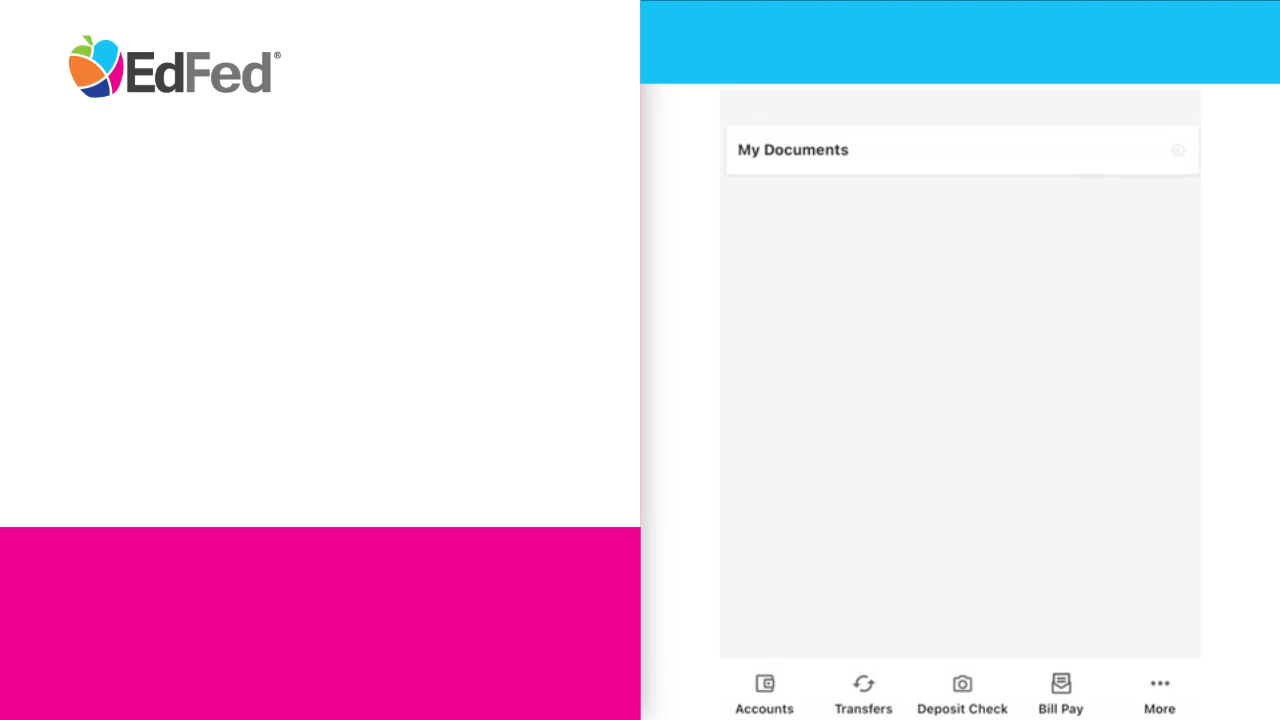 EdFed®
My Documents
Accounts
Transfers
Deposit Check
Bill Pay
More